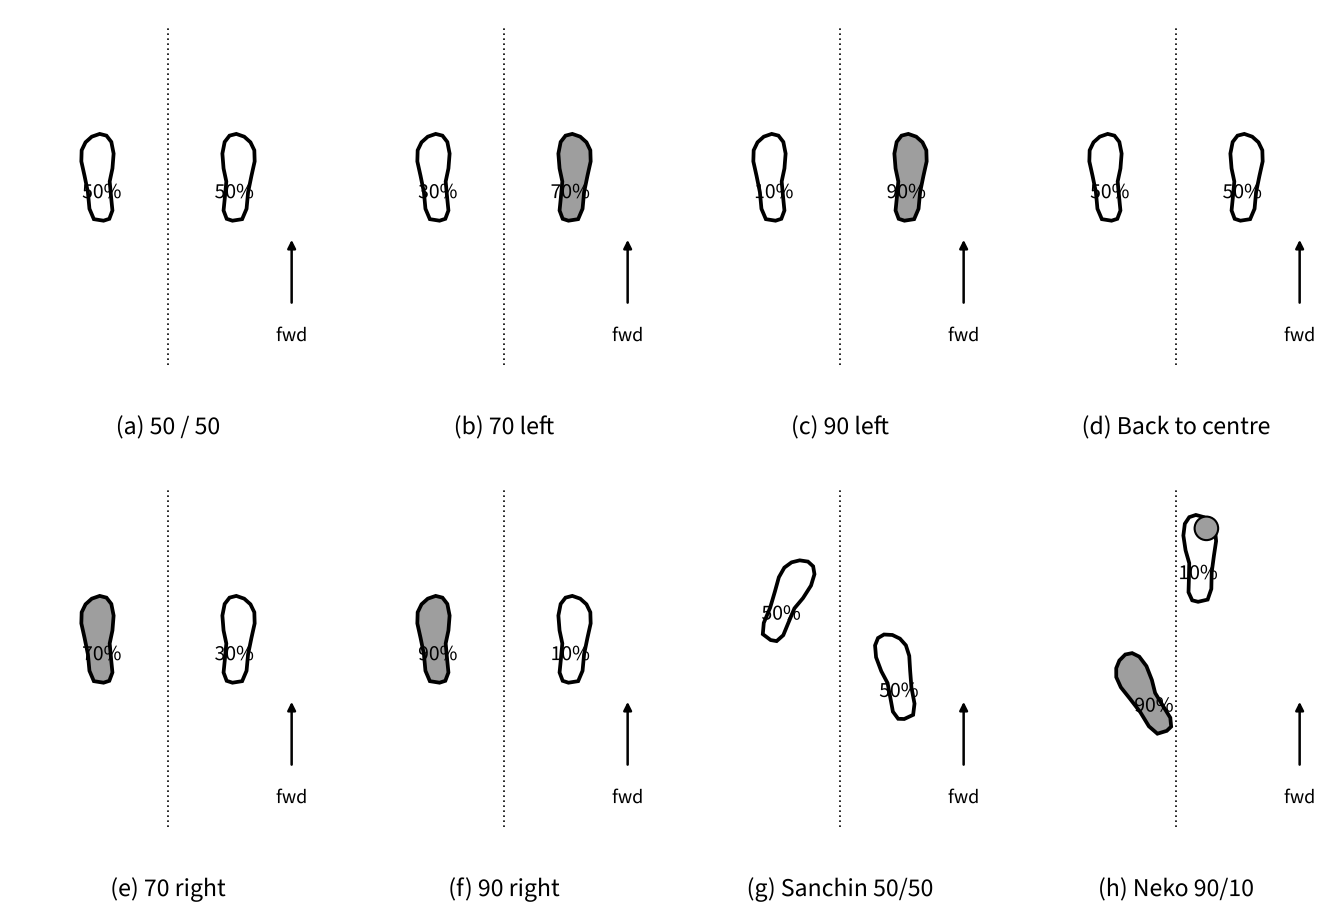 50% 50%
fwd
(a) 50 / 50
30% 70%
fwd
(b) 70 left
10% 90%
fwd
(c) 90 left
50% 50%
fwd
(d) Back to centre
70% 30%
fwd
(e) 70 right
90% 10%
fwd
(f) 90 right
50%
50%
fwd
(g) Sanchin 50/50
10%
90%
fwd
(h) Neko 90/10